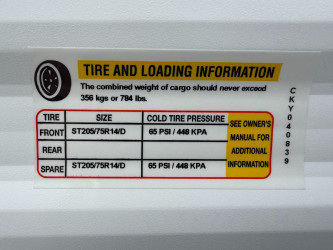 TIRE AND LOADING INFORMATION
The combined weight of cargo should never exceed
356 kgs or 784 lbs.
TIRE SIZE COLD TIRE PRESSURE
FRONT ST205/75R14/D 65 PSI / 448 KPA
REAR
SPARE ST205/75R14/D 65 PSI / 448 KPA
SEE OWNER'S
MANUAL FOR
ADDITIONAL
INFORMATION
CKY040839